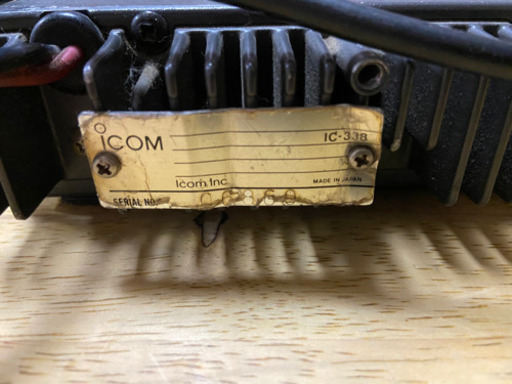 ICOM
IC-338
Icom Inc.
MADE IN JAPAN
SERIAL NO.